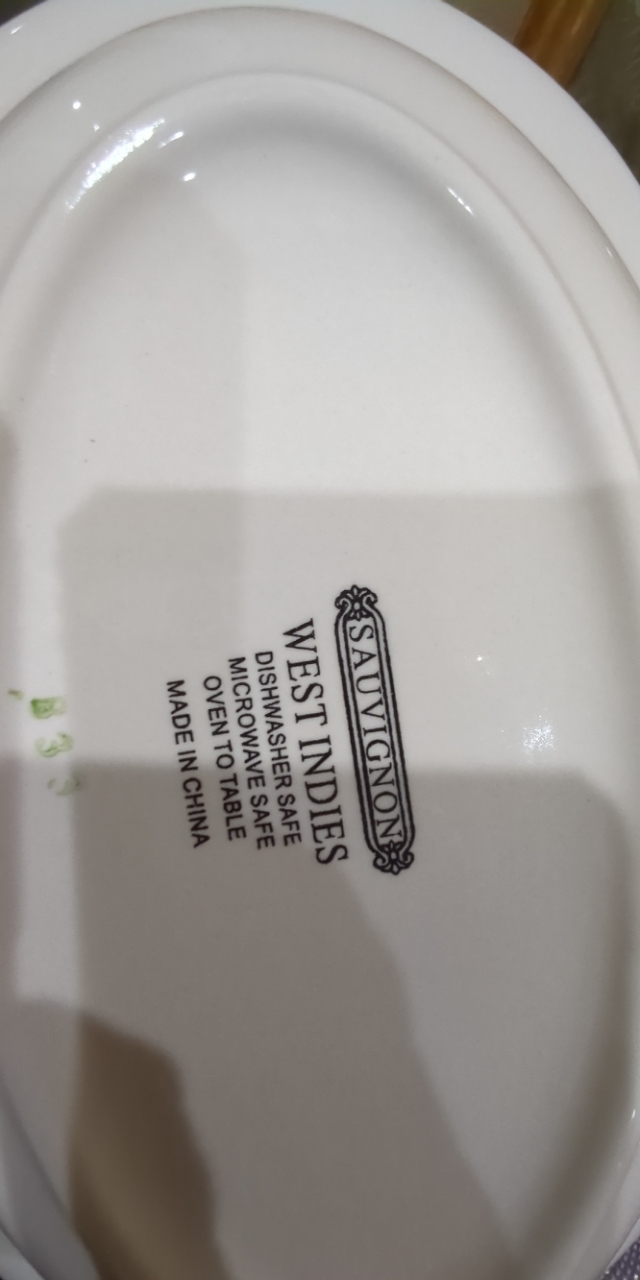 SAUVIGNON
WEST INDIES
DISHWASHER SAFE
MICROWAVE SAFE
OVEN TO TABLE
MADE IN CHINA